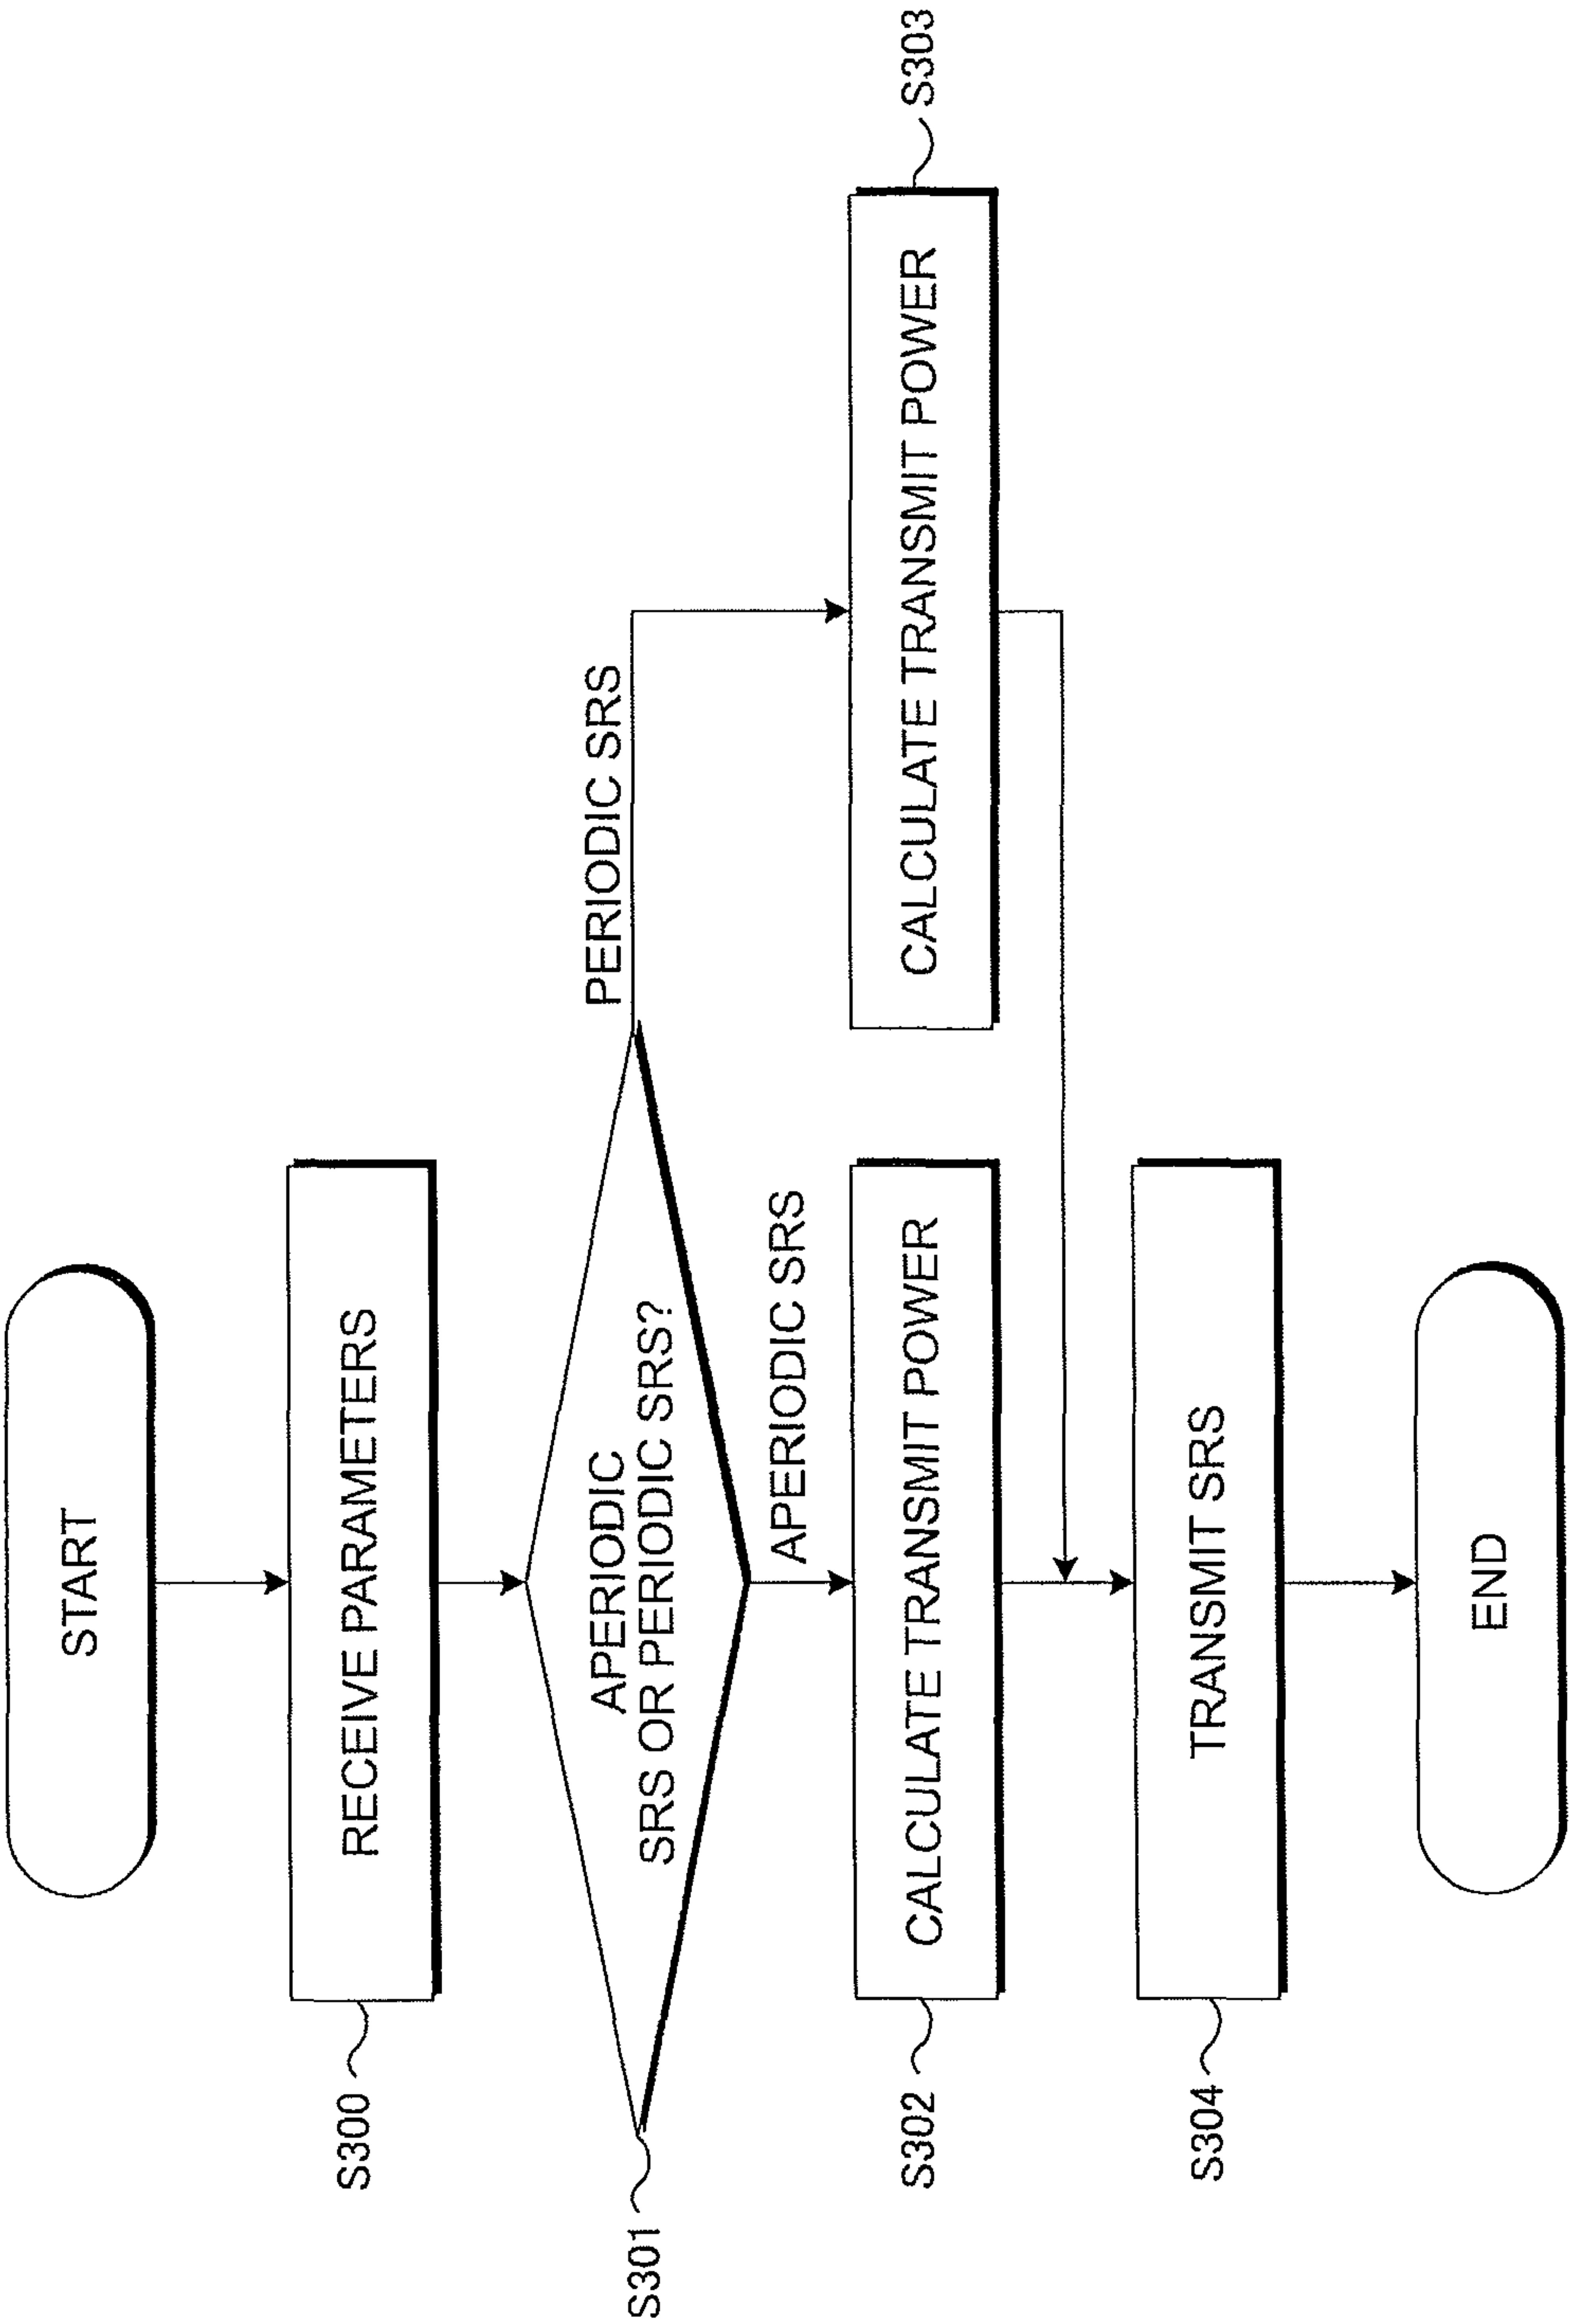 START
S300
RECEIVE PARAMETERS
S301
APERIODIC
SRS OR PERIODIC SRS?
PERIODIC SRS
APERIODIC SRS
S302
CALCULATE TRANSMIT POWER
CALCULATE TRANSMIT POWER
S303
S304
TRANSMIT SRS
END